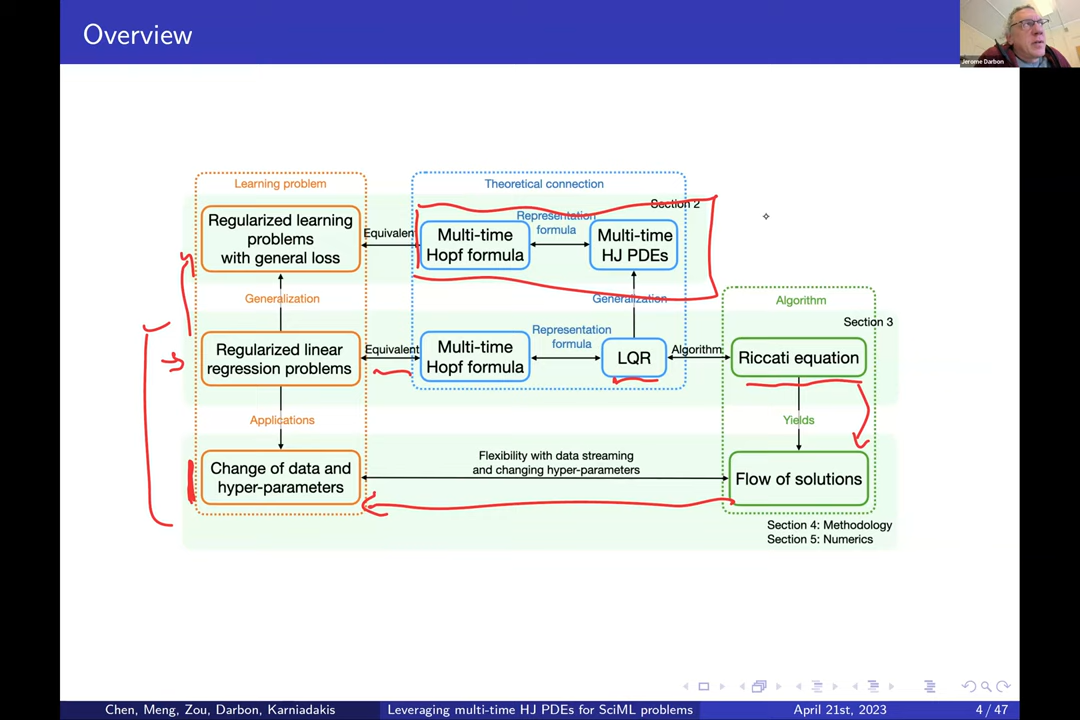 Overview
Jerome Darbon
Learning problem
Theoretical connection
Section 2
Regularized learning
problems
with general loss
Equivalen
Multi-time
Hopf formula
Representation
formula
Multi-time
HJ PDEs
Generalization
Generalization
Algorithm
Section 3
Regularized linear
regression problems
Equivalent
Multi-time
Hopf formula
Representation
formula
LQR
Algorithm
Riccati equation
Applications
Yields
Change of data and
hyper-parameters
Flexibility with data streaming
and changing hyper-parameters
Flow of solutions
Section 4: Methodology
Section 5: Numerics
Chen, Meng, Zou, Darbon, Karniadakis
Leveraging multi-time HJ PDEs for SciML problems
April 21st, 2023
4 / 47